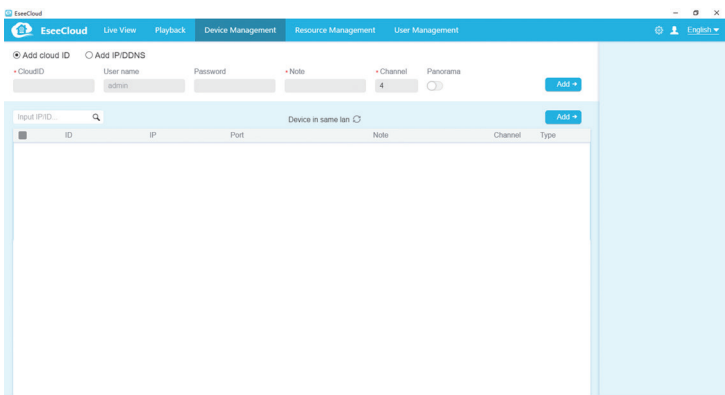 EseeCloud
EseeCloud Live View Playback Device Management Resource Management User Management English
Add cloud ID Add IP/DDNS
• CloudID User name Password • Note • Channel Panorama
admin 4 Add
Input IP/ID... Device in same lan Add
ID IP Port Note Channel Type